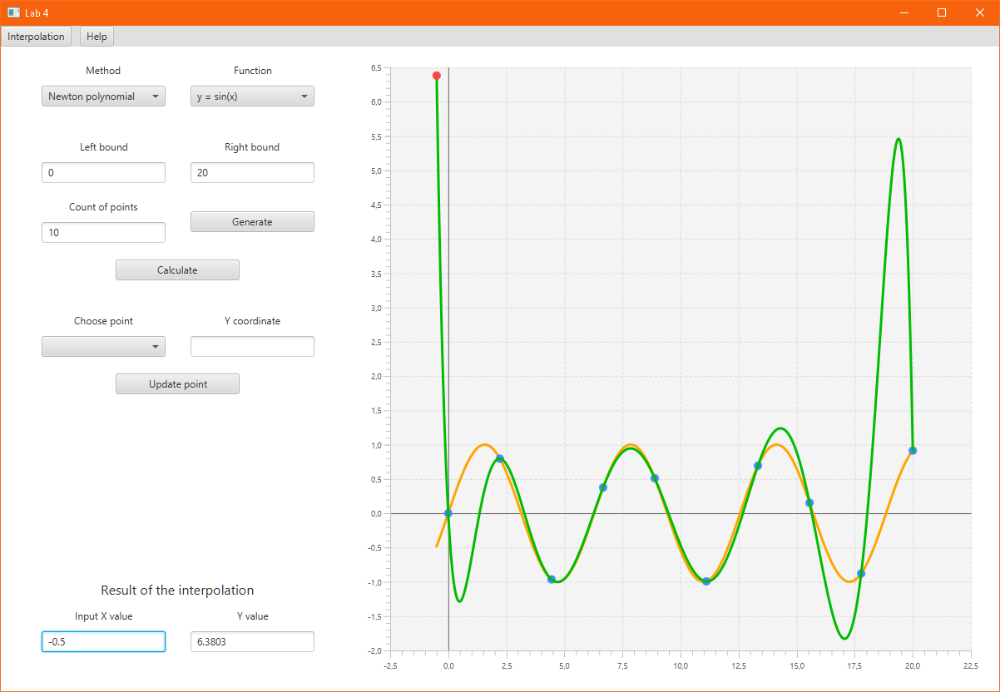 Lab 4
Interpolation Help
Method Function
Newton polynomial y = sin(x)
Left bound Right bound
0 20
Count of points
10 Generate
Calculate
Choose point Y coordinate
Update point
Result of the interpolation
Input X value Y value
-0.5 6.3803
6,5
6,0
5,5
5,0
4,5
4,0
3,5
3,0
2,5
2,0
1,5
1,0
0,5
0,0
-0,5
-1,0
-1,5
-2,0
-2,5 0,0 2,5 5,0 7,5 10,0 12,5 15,0 17,5 20,0 22,5